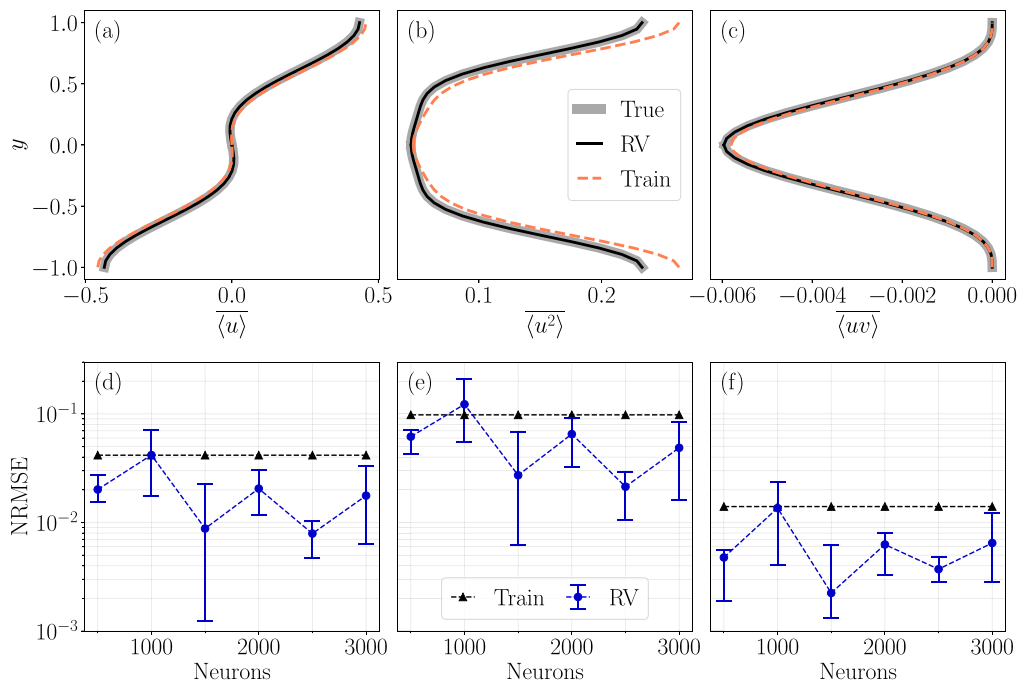 (a) (b) (c)
1.0
0.5
0.0
−0.5
−1.0
y
True
RV
Train
−0.5 0.0 0.5
0.1 0.2
−0.006 −0.004 −0.002 0.000
⟨u⟩ ⟨u²⟩ ⟨uv⟩
(d) (e) (f)
10⁻¹
10⁻²
10⁻³
NRMSE
Train RV
1000 2000 3000
1000 2000 3000
1000 2000 3000
Neurons Neurons Neurons